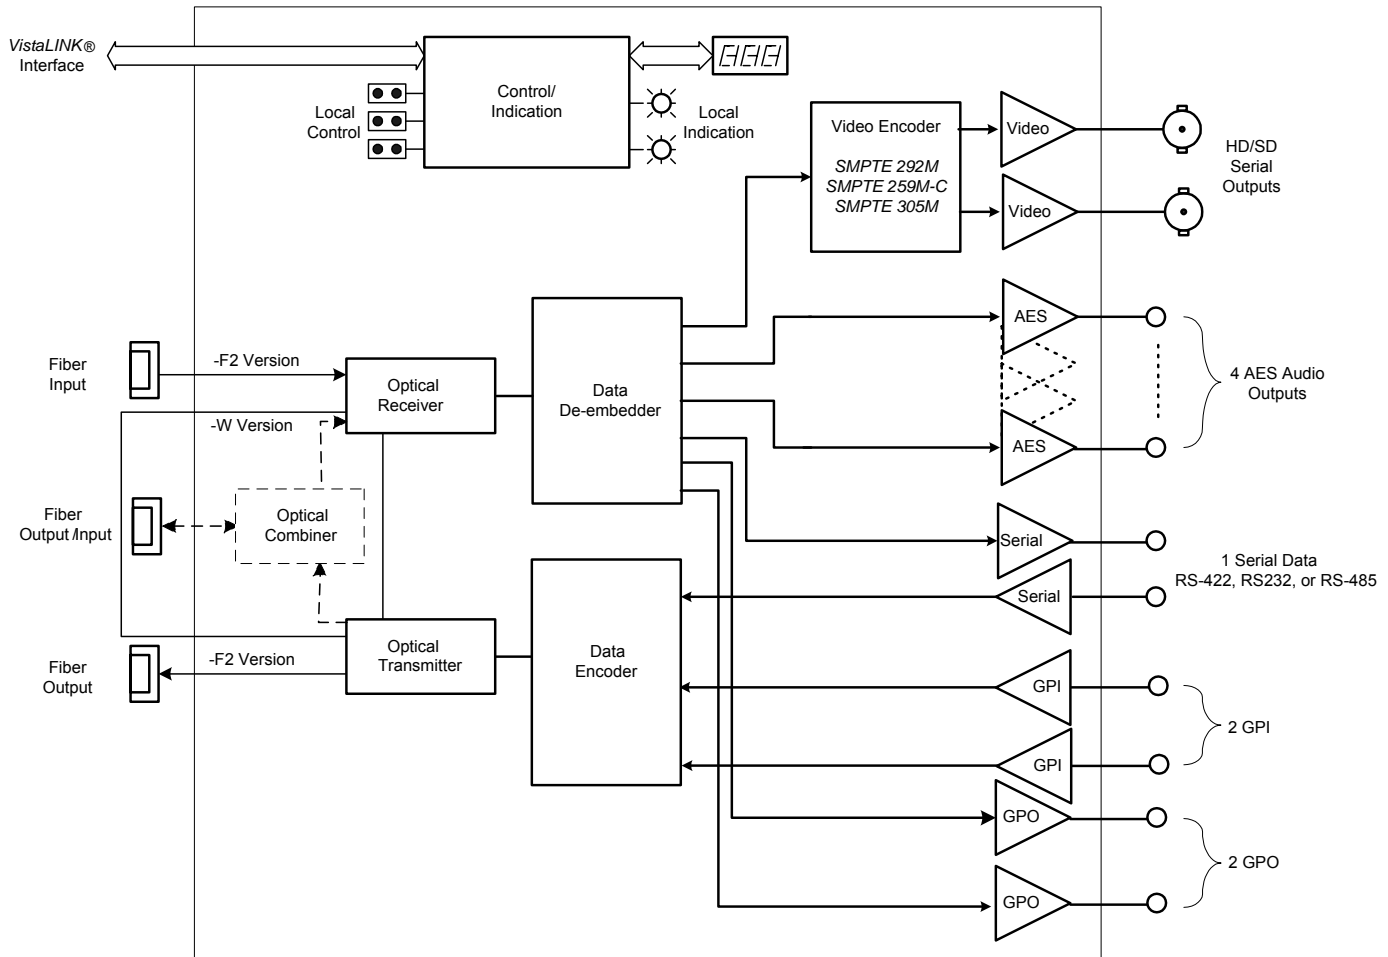 VistaLINK®
Interface
Control/
Indication
Local
Control
Local
Indication
Video Encoder
SMPTE 292M
SMPTE 259M-C
SMPTE 305M
Video
Video
HD/SD
Serial
Outputs
Fiber
Input
-F2 Version
Optical
Receiver
Data
De-embedder
AES
AES
4 AES Audio
Outputs
-W Version
Fiber
Output/Input
Optical
Combiner
Serial
Serial
1 Serial Data
RS-422, RS232, or RS-485
Fiber
Output
-F2 Version
Optical
Transmitter
Data
Encoder
GPI
GPI
2 GPI
GPO
GPO
2 GPO